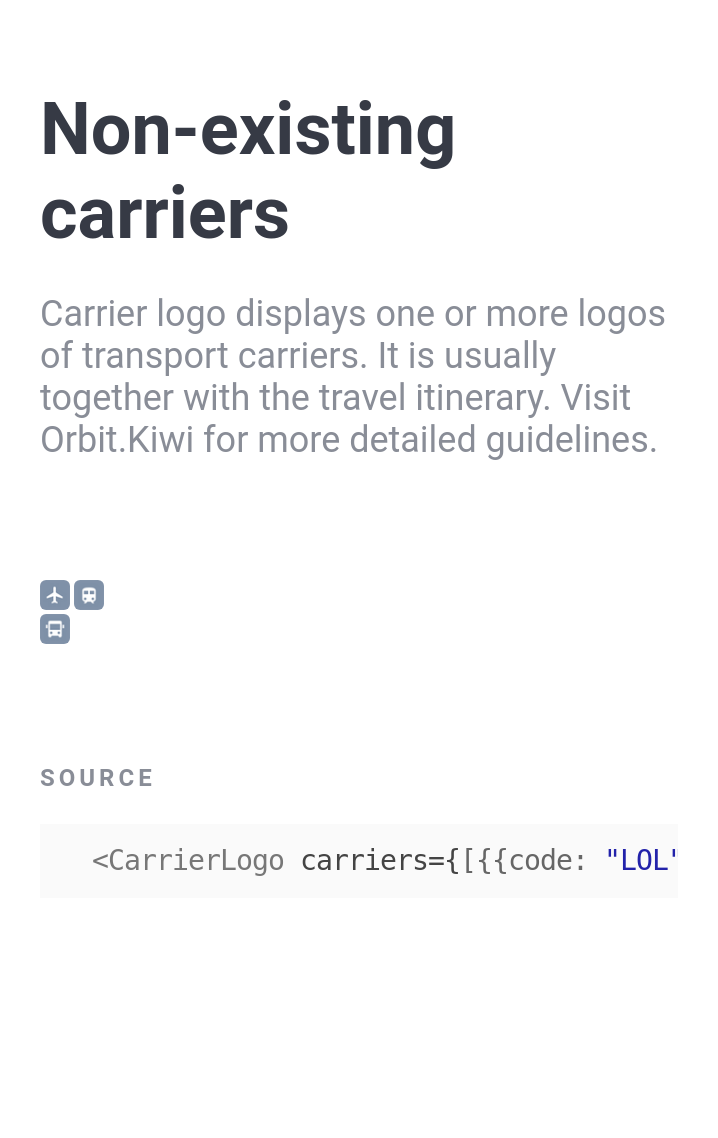 Non-existing
carriers
Carrier logo displays one or more logos
of transport carriers. It is usually
together with the travel itinerary. Visit
Orbit.Kiwi for more detailed guidelines.
SOURCE
<CarrierLogo carriers={[{{code: "LOL"